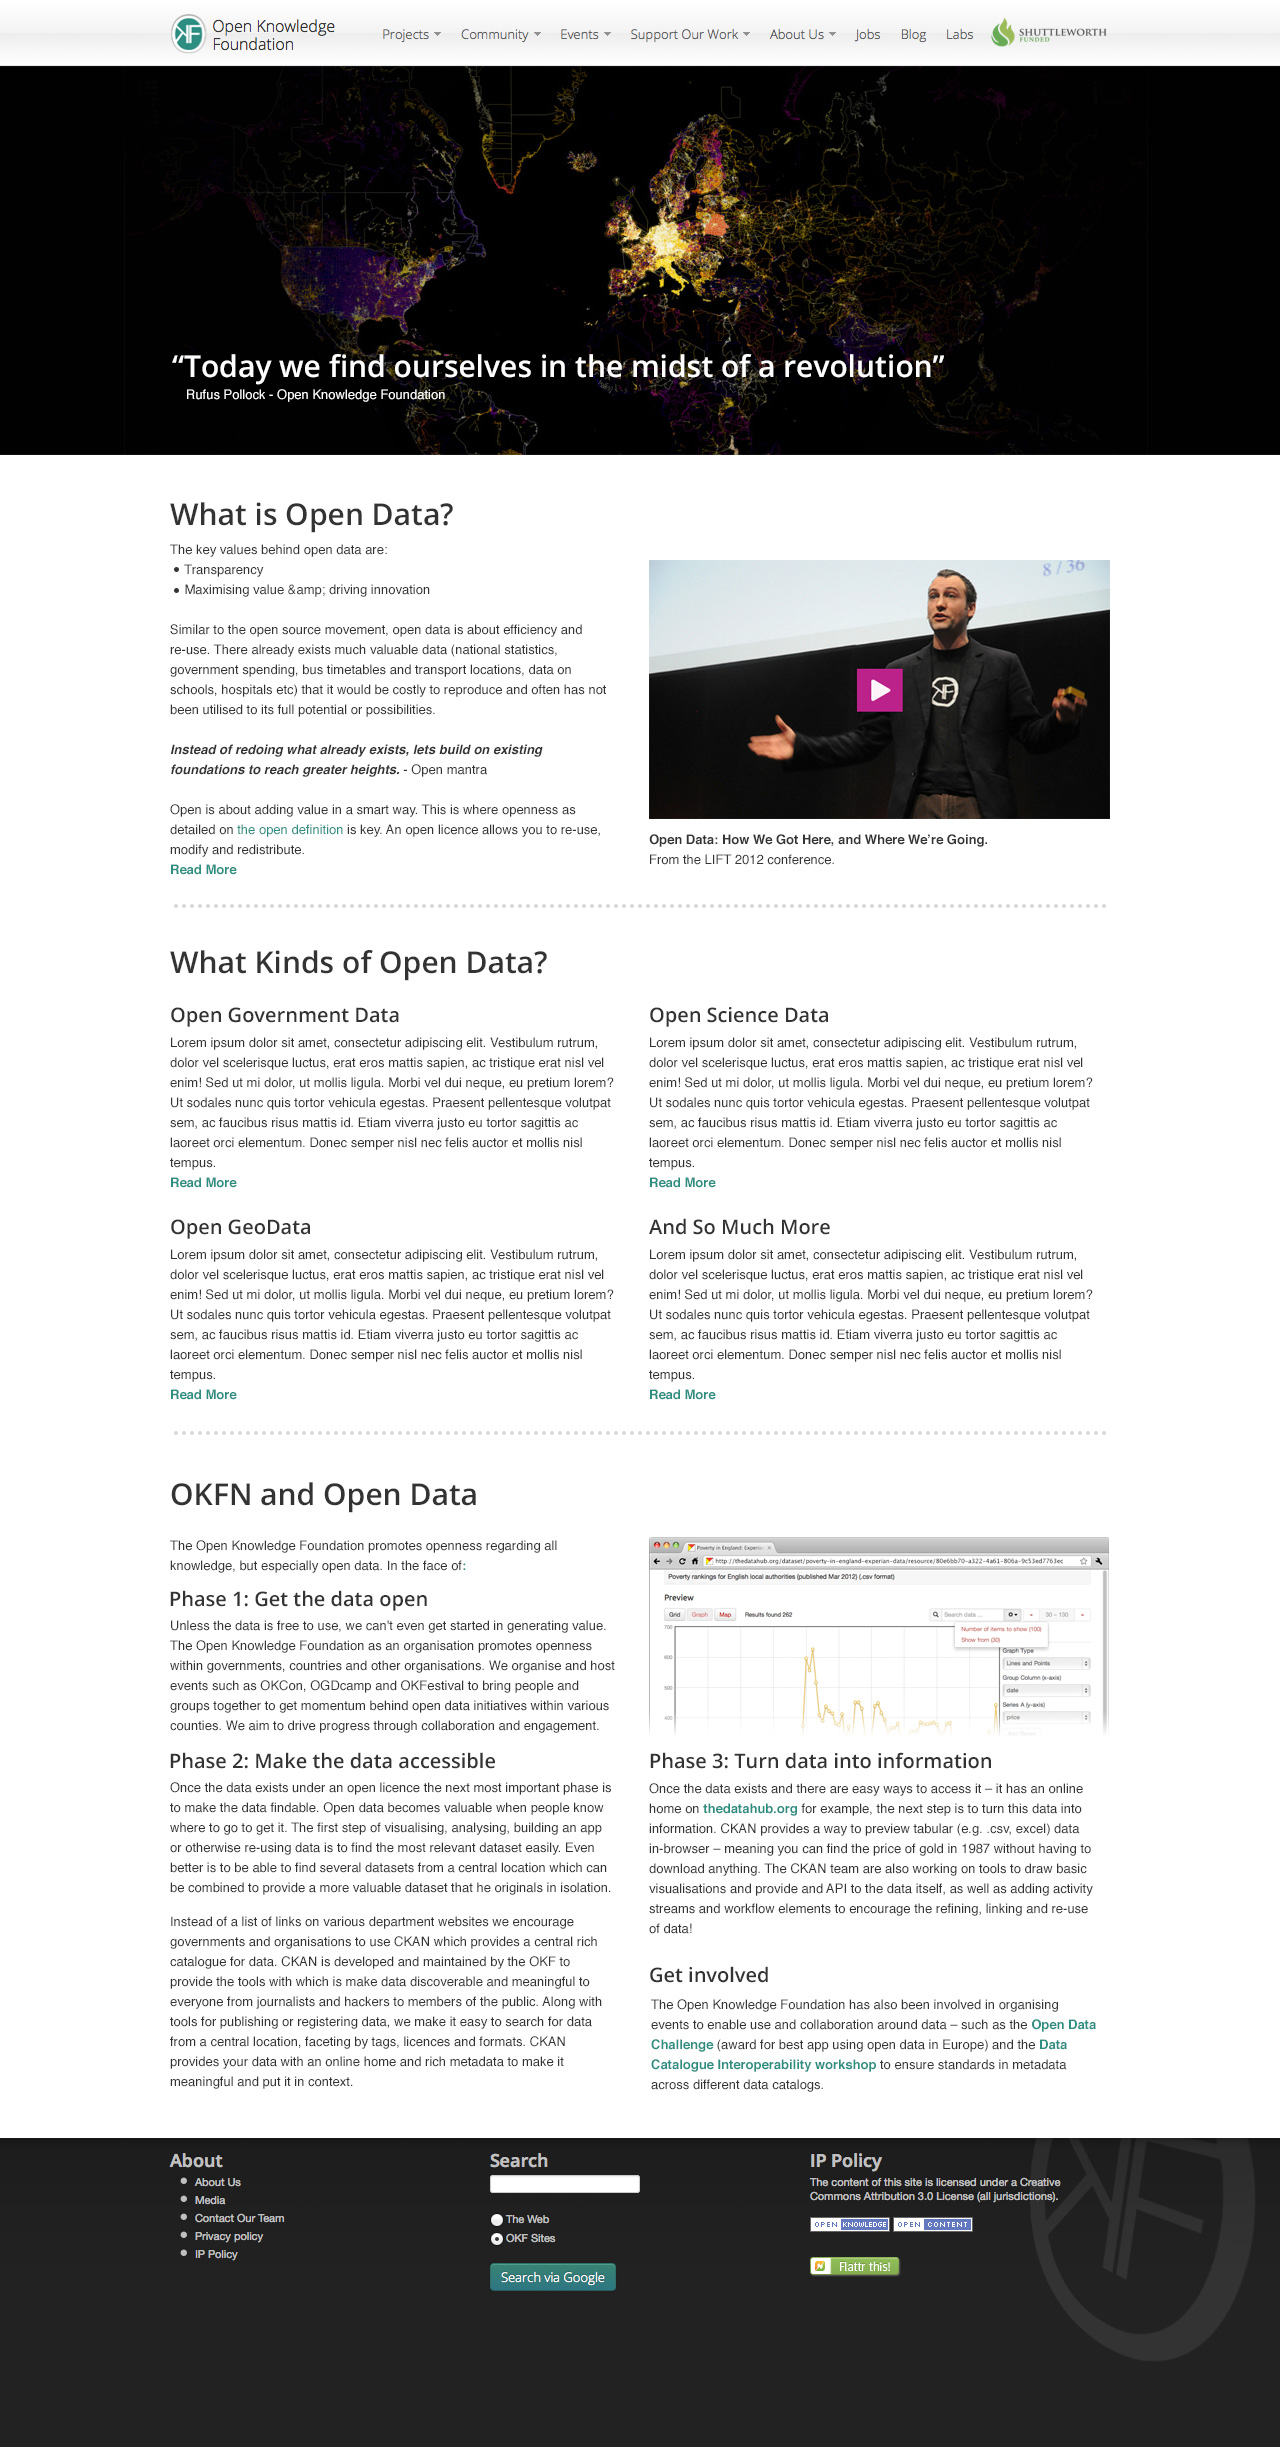 Open Knowledge
Foundation
Projects Community Events Support Our Work About Us Jobs Blog Labs
SHUTTLEWORTH
FUNDED
“Today we find ourselves in the midst of a revolution”
Rufus Pollock - Open Knowledge Foundation
What is Open Data?
The key values behind open data are:
• Transparency
• Maximising value &amp; driving innovation
Similar to the open source movement, open data is about efficiency and
re-use. There already exists much valuable data (national statistics,
government spending, bus timetables and transport locations, data on
schools, hospitals etc) that it would be costly to reproduce and often has not
been utilised to its full potential or possibilities.
Instead of redoing what already exists, lets build on existing
foundations to reach greater heights. - Open mantra
Open is about adding value in a smart way. This is where openness as
detailed on the open definition is key. An open licence allows you to re-use,
modify and redistribute.
Read More
8 / 36
Open Data: How We Got Here, and Where We’re Going.
From the LIFT 2012 conference.
What Kinds of Open Data?
Open Government Data
Lorem ipsum dolor sit amet, consectetur adipiscing elit. Vestibulum rutrum,
dolor vel scelerisque luctus, erat eros mattis sapien, ac tristique erat nisl vel
enim! Sed ut mi dolor, ut mollis ligula. Morbi vel dui neque, eu pretium lorem?
Ut sodales nunc quis tortor vehicula egestas. Praesent pellentesque volutpat
sem, ac faucibus risus mattis id. Etiam viverra justo eu tortor sagittis ac
laoreet orci elementum. Donec semper nisl nec felis auctor et mollis nisl
tempus.
Read More
Open Science Data
Lorem ipsum dolor sit amet, consectetur adipiscing elit. Vestibulum rutrum,
dolor vel scelerisque luctus, erat eros mattis sapien, ac tristique erat nisl vel
enim! Sed ut mi dolor, ut mollis ligula. Morbi vel dui neque, eu pretium lorem?
Ut sodales nunc quis tortor vehicula egestas. Praesent pellentesque volutpat
sem, ac faucibus risus mattis id. Etiam viverra justo eu tortor sagittis ac
laoreet orci elementum. Donec semper nisl nec felis auctor et mollis nisl
tempus.
Read More
Open GeoData
Lorem ipsum dolor sit amet, consectetur adipiscing elit. Vestibulum rutrum,
dolor vel scelerisque luctus, erat eros mattis sapien, ac tristique erat nisl vel
enim! Sed ut mi dolor, ut mollis ligula. Morbi vel dui neque, eu pretium lorem?
Ut sodales nunc quis tortor vehicula egestas. Praesent pellentesque volutpat
sem, ac faucibus risus mattis id. Etiam viverra justo eu tortor sagittis ac
laoreet orci elementum. Donec semper nisl nec felis auctor et mollis nisl
tempus.
Read More
And So Much More
Lorem ipsum dolor sit amet, consectetur adipiscing elit. Vestibulum rutrum,
dolor vel scelerisque luctus, erat eros mattis sapien, ac tristique erat nisl vel
enim! Sed ut mi dolor, ut mollis ligula. Morbi vel dui neque, eu pretium lorem?
Ut sodales nunc quis tortor vehicula egestas. Praesent pellentesque volutpat
sem, ac faucibus risus mattis id. Etiam viverra justo eu tortor sagittis ac
laoreet orci elementum. Donec semper nisl nec felis auctor et mollis nisl
tempus.
Read More
OKFN and Open Data
The Open Knowledge Foundation promotes openness regarding all
knowledge, but especially open data. In the face of:
Phase 1: Get the data open
Unless the data is free to use, we can't even get started in generating value.
The Open Knowledge Foundation as an organisation promotes openness
within governments, countries and other organisations. We organise and host
events such as OKCon, OGDcamp and OKFestival to bring people and
groups together to get momentum behind open data initiatives within various
counties. We aim to drive progress through collaboration and engagement.
Phase 2: Make the data accessible
Once the data exists under an open licence the next most important phase is
to make the data findable. Open data becomes valuable when people know
where to go to get it. The first step of visualising, analysing, building an app
or otherwise re-using data is to find the most relevant dataset easily. Even
better is to be able to find several datasets from a central location which can
be combined to provide a more valuable dataset that he originals in isolation.
Instead of a list of links on various department websites we encourage
governments and organisations to use CKAN which provides a central rich
catalogue for data. CKAN is developed and maintained by the OKF to
provide the tools with which is make data discoverable and meaningful to
everyone from journalists and hackers to members of the public. Along with
tools for publishing or registering data, we make it easy to search for data
from a central location, faceting by tags, licences and formats. CKAN
provides your data with an online home and rich metadata to make it
meaningful and put it in context.
Poverty in England: Experian
http://thedatahub.org/dataset/poverty-in-england-experian-data/resource/80e6bb70-a322-4a61-806a-9c53ed7763ec
Poverty rankings for English local authorities (published Mar 2012) (.csv format)
Preview
Grid Graph Map Results found 262 Search data ... 30 – 130
Number of items to show (100)
Show from (30)
700
600
500
400
Graph Type
Lines and Points
Group Column (x-axis)
date
Series A (y-axis)
price
Phase 3: Turn data into information
Once the data exists and there are easy ways to access it – it has an online
home on thedatahub.org for example, the next step is to turn this data into
information. CKAN provides a way to preview tabular (e.g. .csv, excel) data
in-browser – meaning you can find the price of gold in 1987 without having to
download anything. The CKAN team are also working on tools to draw basic
visualisations and provide and API to the data itself, as well as adding activity
streams and workflow elements to encourage the refining, linking and re-use
of data!
Get involved
The Open Knowledge Foundation has also been involved in organising
events to enable use and collaboration around data – such as the Open Data
Challenge (award for best app using open data in Europe) and the Data
Catalogue Interoperability workshop to ensure standards in metadata
across different data catalogs.
About
About Us
Media
Contact Our Team
Privacy policy
IP Policy
Search
The Web
OKF Sites
Search via Google
IP Policy
The content of this site is licensed under a Creative
Commons Attribution 3.0 License (all jurisdictions).
OPEN KNOWLEDGE OPEN CONTENT
Flattr this!